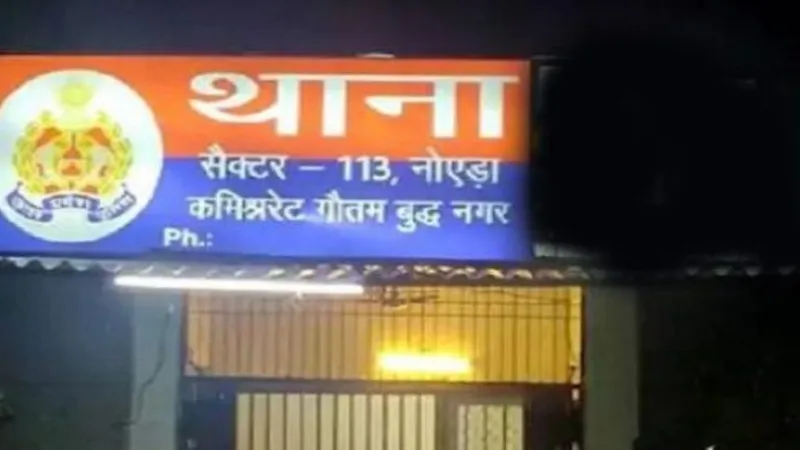 थाना
सैक्टर – 113, नोएडा
कमिश्नरेट गौतम बुद्ध नगर
Ph.: